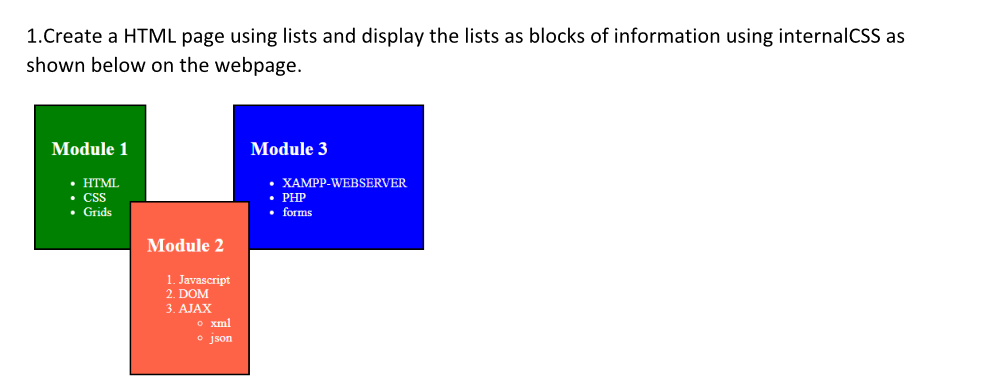 1.Create a HTML page using lists and display the lists as blocks of information using internalCSS as
shown below on the webpage.
Module 1
• HTML
• CSS
• Grids
Module 2
1. Javascript
2. DOM
3. AJAX
◦ xml
◦ json
Module 3
• XAMPP-WEBSERVER
• PHP
• forms